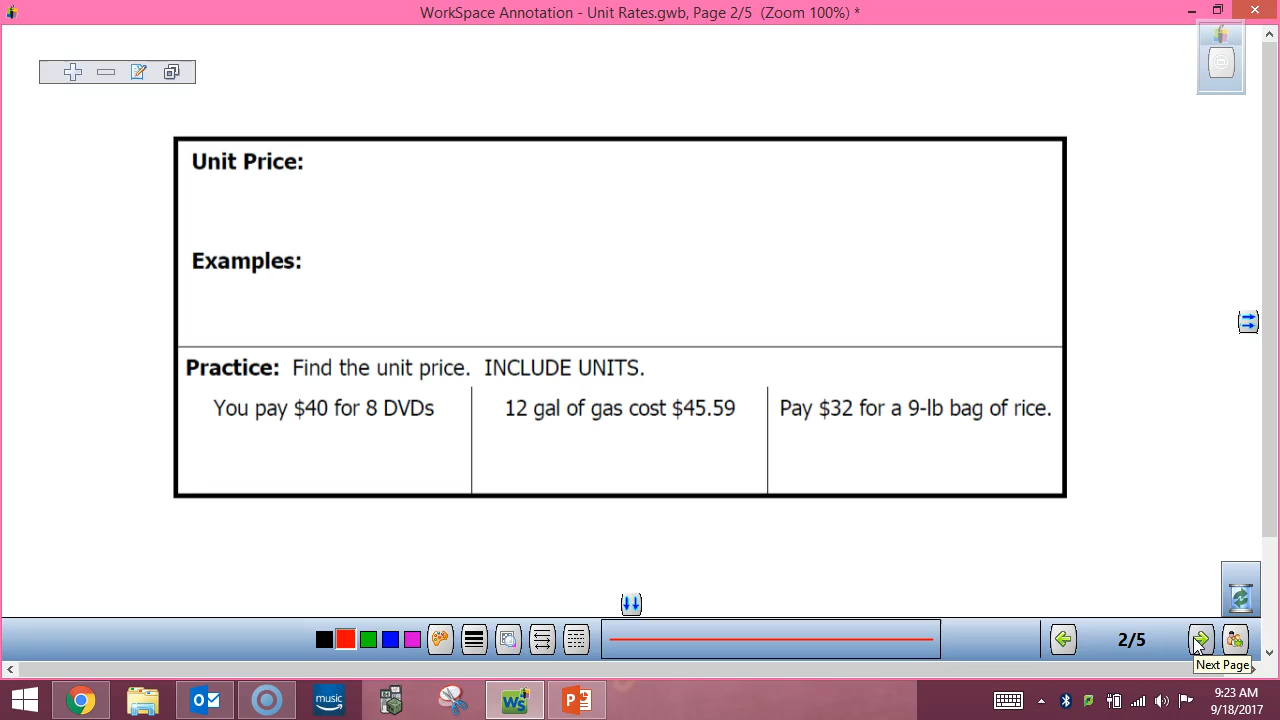 WorkSpace Annotation - Unit Rates.gwb, Page 2/5 (Zoom 100%) *
Unit Price:
Examples:
Practice: Find the unit price. INCLUDE UNITS.
You pay $40 for 8 DVDs
12 gal of gas cost $45.59
Pay $32 for a 9-lb bag of rice.
2/5
Next Page
music
WS
9:23 AM
9/18/2017